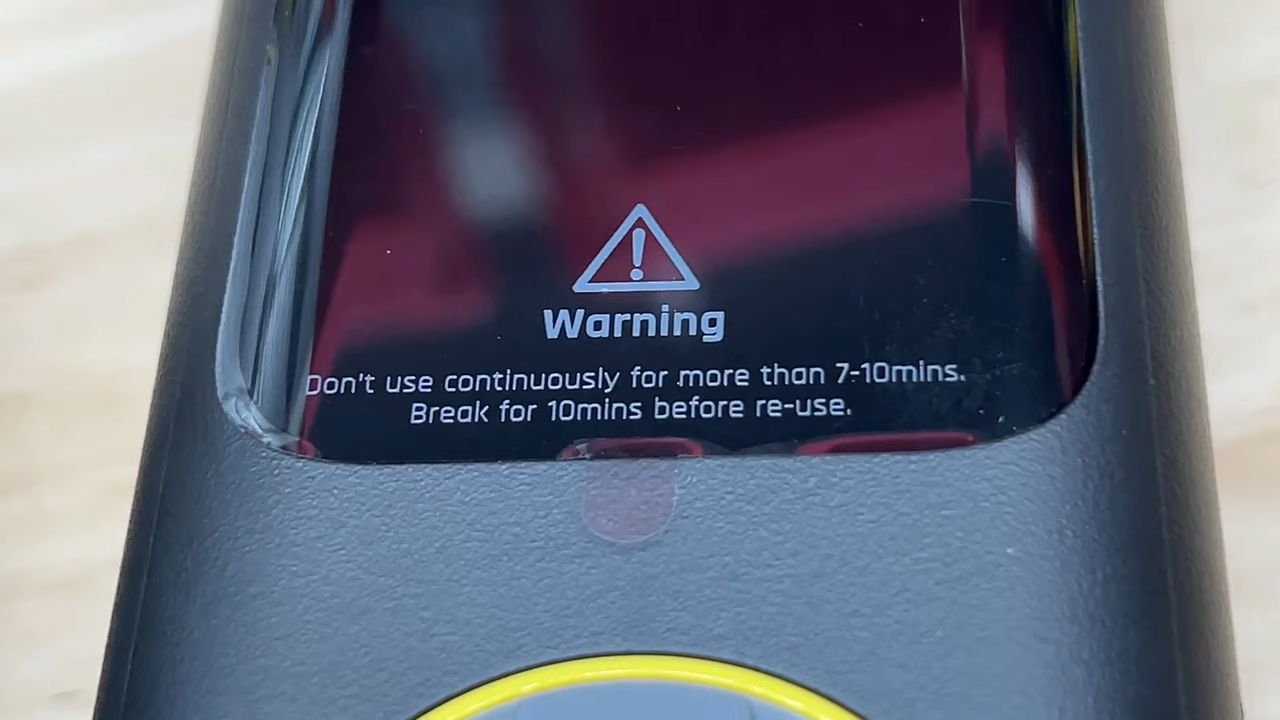 Warning
Don't use continuously for more than 7-10mins.
Break for 10mins before re-use.